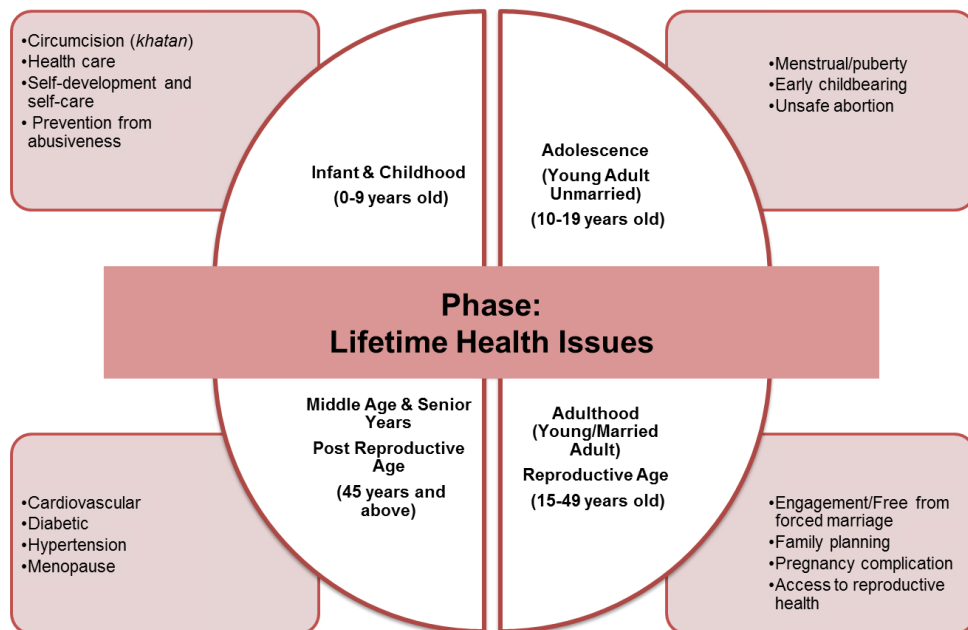 •Circumcision (khatan)
•Health care
•Self-development and
self-care
• Prevention from
abusiveness
Infant & Childhood
(0-9 years old)
Adolescence
(Young Adult
Unmarried)
(10-19 years old)
•Menstrual/puberty
•Early childbearing
•Unsafe abortion
Phase:
Lifetime Health Issues
•Cardiovascular
•Diabetic
•Hypertension
•Menopause
Middle Age & Senior
Years
Post Reproductive
Age
(45 years and
above)
Adulthood
(Young/Married
Adult)
Reproductive Age
(15-49 years old)
•Engagement/Free from
forced marriage
•Family planning
•Pregnancy complication
•Access to reproductive
health